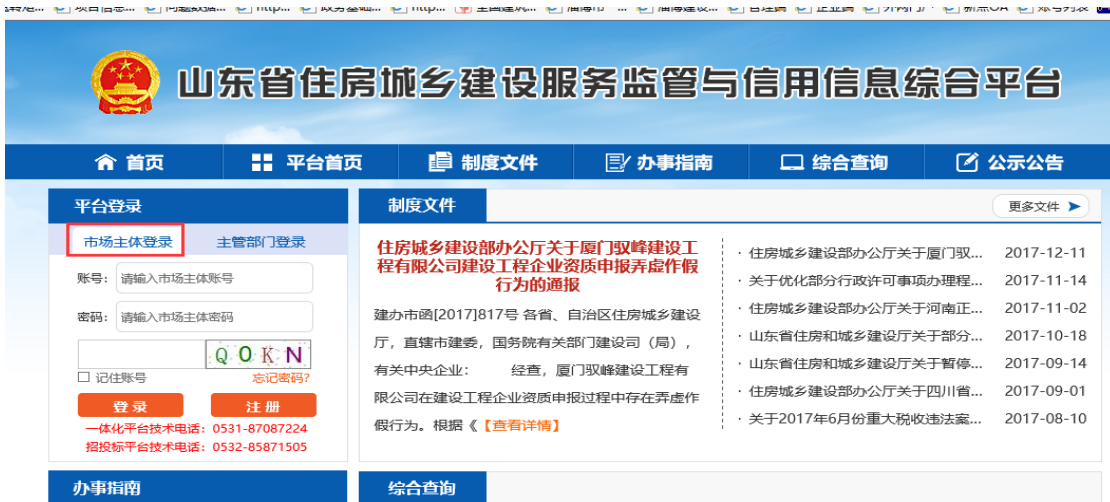 山东省住房城乡建设服务监管与信用信息综合平台
首页 平台首页 制度文件 办事指南 综合查询 公示公告
平台登录
市场主体登录 主管部门登录
账号： 请输入市场主体账号
密码： 请输入市场主体密码
Q O K N
记住账号 忘记密码?
登 录 注 册
一体化平台技术电话：0531-87087224
招投标平台技术电话：0532-85871505
制度文件
更多文件
住房城乡建设部办公厅关于厦门驭峰建设工
程有限公司建设工程企业资质申报弄虚作假
行为的通报
建办市函[2017]817号 各省、自治区住房城乡建设
厅，直辖市建委，国务院有关部门建设司（局），
有关中央企业： 经查，厦门驭峰建设工程有
限公司在建设工程企业资质申报过程中存在弄虚作
假行为。根据《【查看详情】
· 住房城乡建设部办公厅关于厦门驭... 2017-12-11
· 关于优化部分行政许可事项办理程... 2017-11-14
· 住房城乡建设部办公厅关于河南正... 2017-11-02
· 山东省住房和城乡建设厅关于部分... 2017-10-18
· 山东省住房和城乡建设厅关于暂停... 2017-09-14
· 住房城乡建设部办公厅关于四川省... 2017-09-01
· 关于2017年6月份重大税收违法案... 2017-08-10
办事指南
综合查询